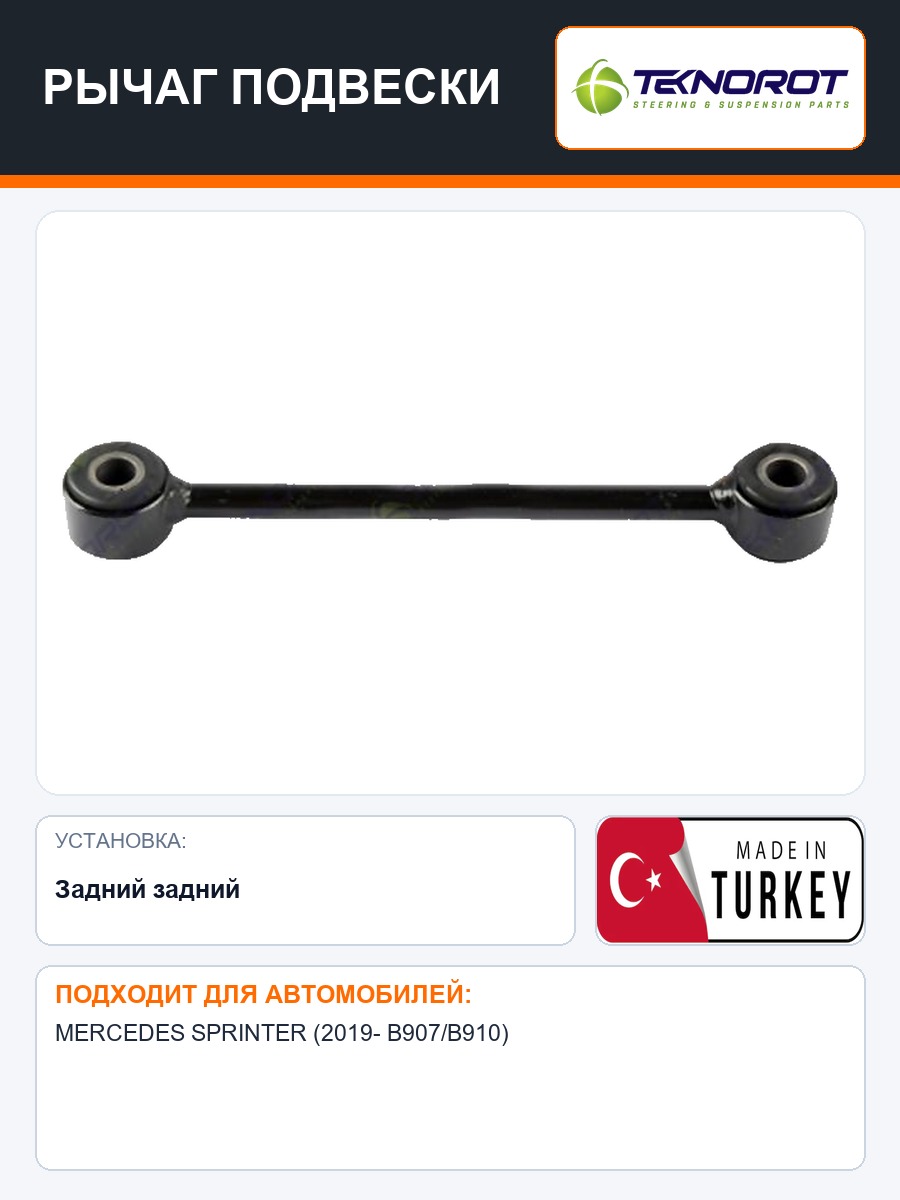 РЫЧАГ ПОДВЕСКИ
TEKNOROT
STEERING & SUSPENSION PARTS
УСТАНОВКА:
Задний задний
MADE IN
TURKEY
ПОДХОДИТ ДЛЯ АВТОМОБИЛЕЙ:
MERCEDES SPRINTER (2019- B907/B910)